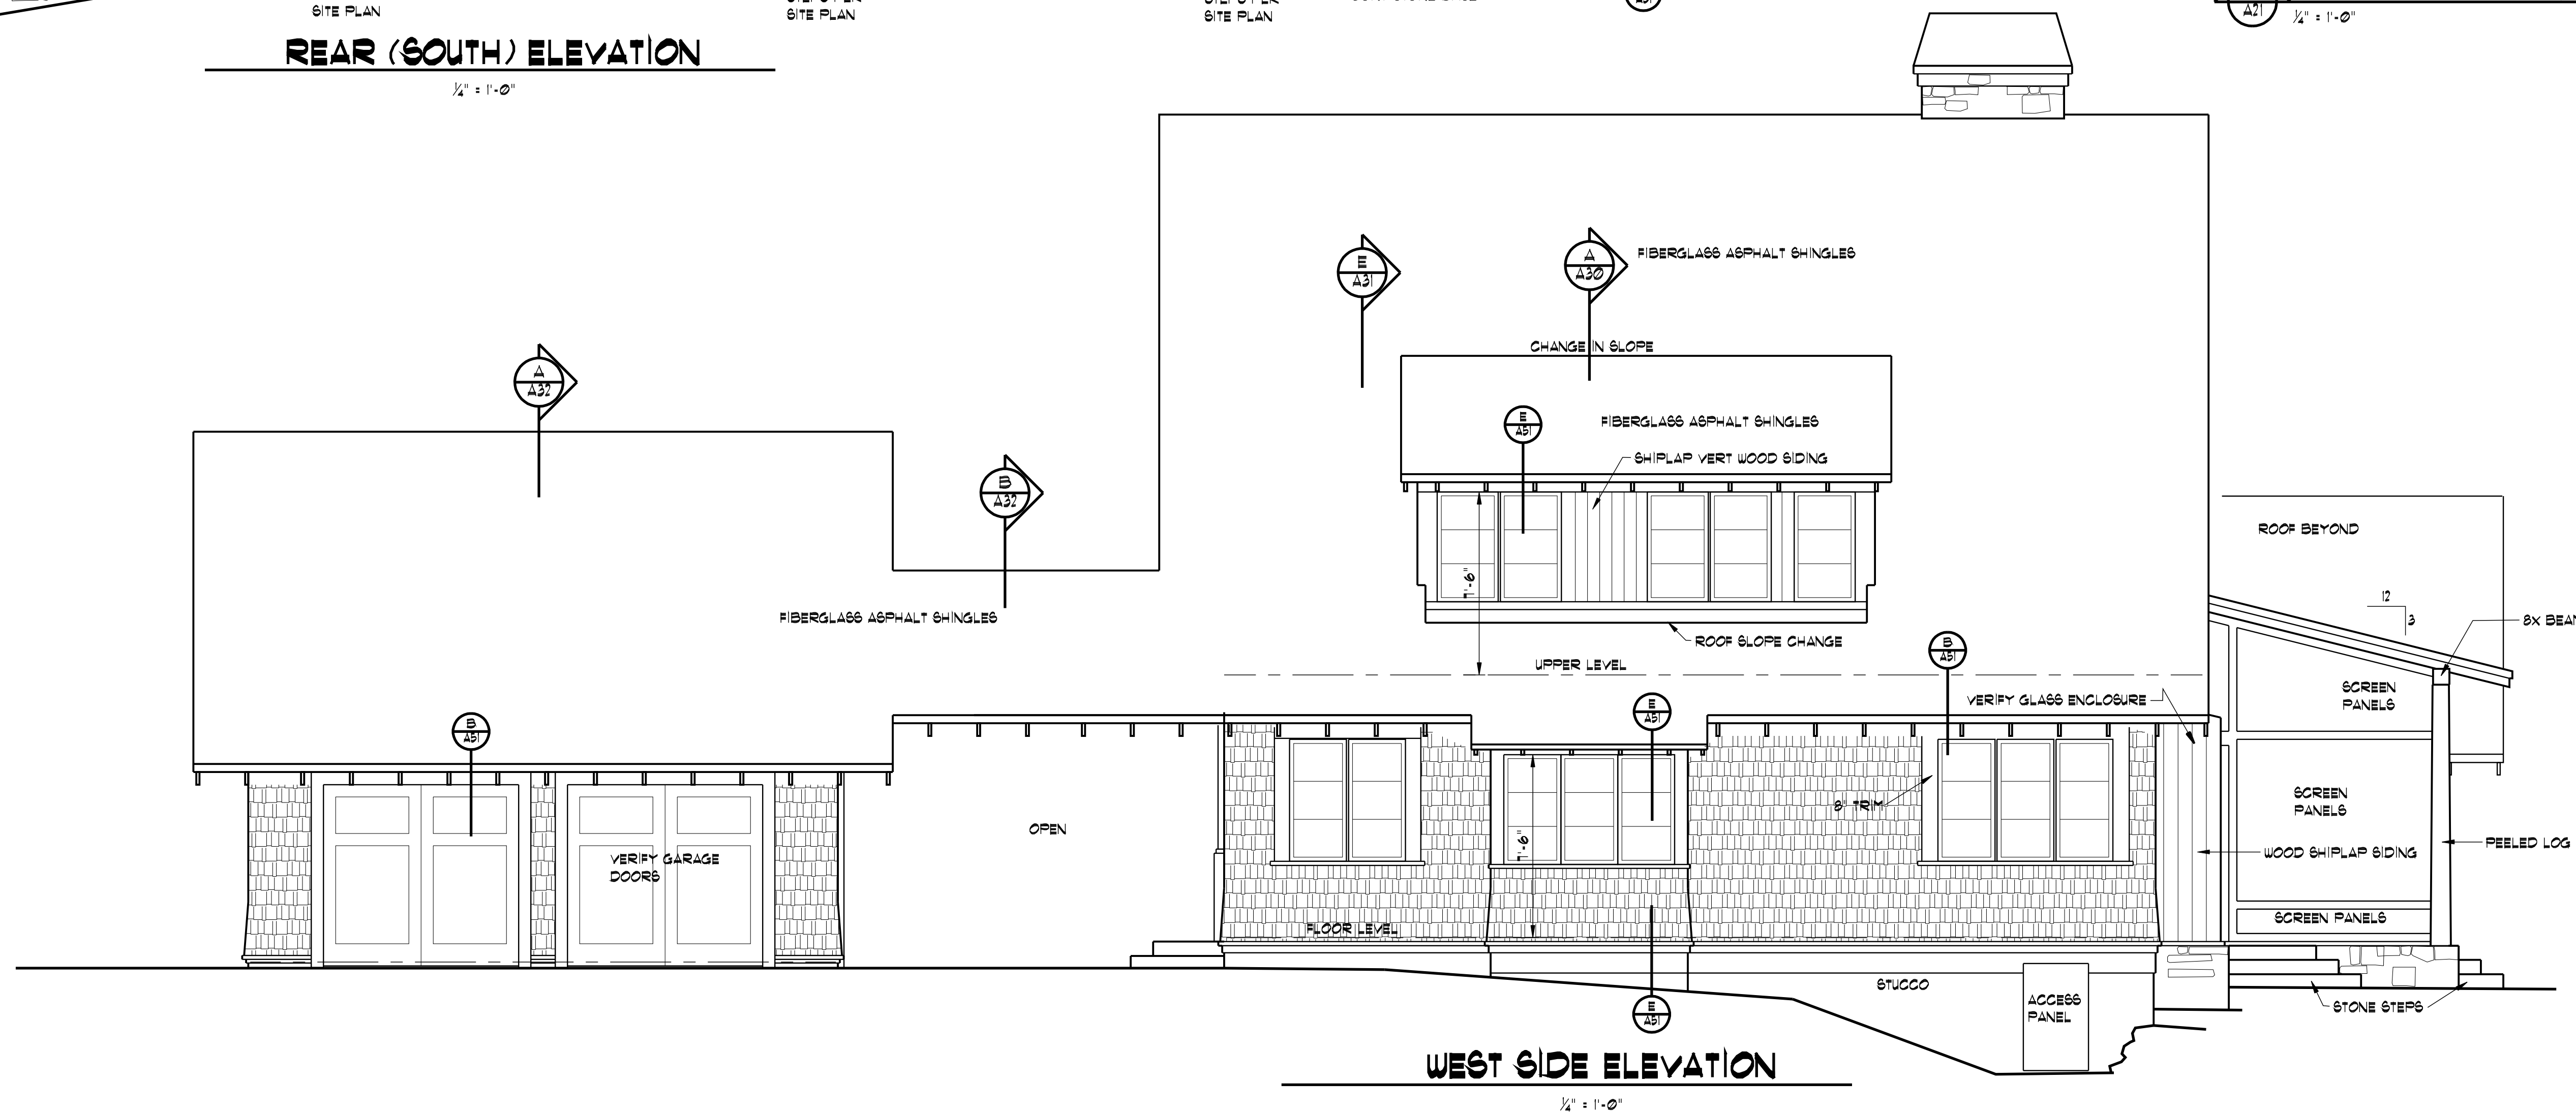 SITE PLAN
SITE PLAN
SITE PLAN
A21
1/4" = 1'-0"
REAR (SOUTH) ELEVATION
1/4" = 1'-0"
E
A31
A
A30
FIBERGLASS ASPHALT SHINGLES
CHANGE IN SLOPE
A
A32
E
A51
FIBERGLASS ASPHALT SHINGLES
SHIPLAP VERT WOOD SIDING
B
A32
ROOF BEYOND
7'-6"
12
3
FIBERGLASS ASPHALT SHINGLES
8X
ROOF SLOPE CHANGE
B
A51
UPPER LEVEL
SCREEN
PANELS
VERIFY GLASS ENCLOSURE
E
A51
B
A51
SCREEN
PANELS
8" TRIM
OPEN
7'-6"
PEELED LOG
WOOD SHIPLAP SIDING
VERIFY GARAGE
DOORS
SCREEN PANELS
FLOOR LEVEL
STUCCO
ACCESS
PANEL
STONE STEPS
E
A51
WEST SIDE ELEVATION
1/4" = 1'-0"